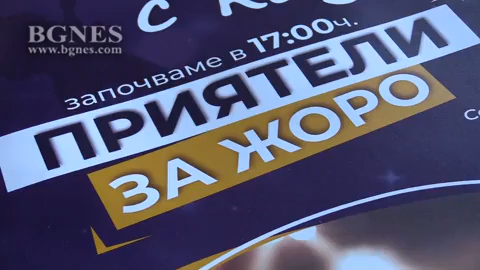 BGNES
www.bgnes.com
с
започваме в 17:00ч.
ПРИЯТЕЛИ
ЗА ЖОРО